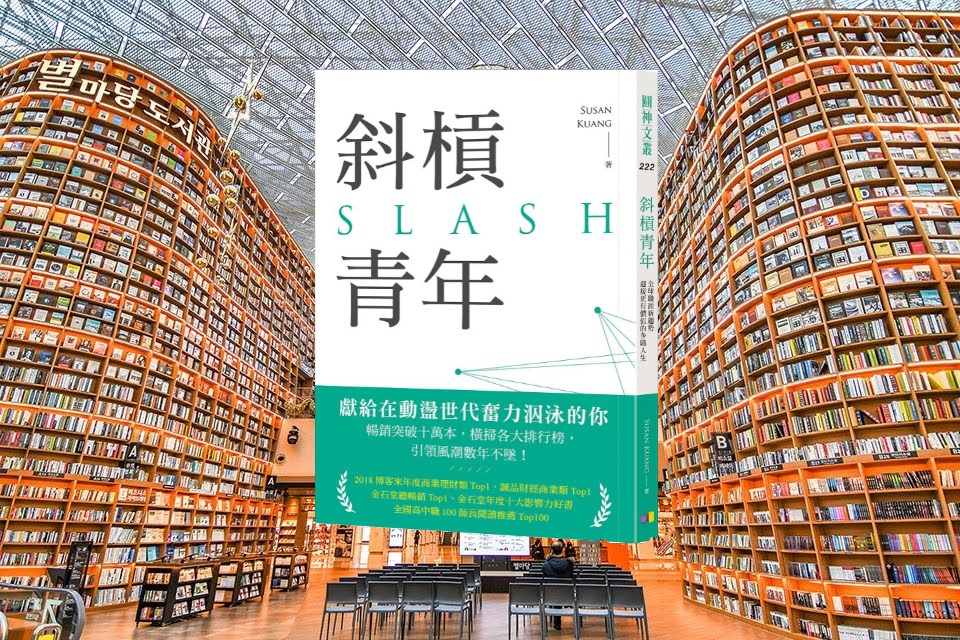 별마당도서관
SUSAN
KUANG
著
斜槓
SLASH
青年
獻給在動盪世代奮力泅泳的你
暢銷突破十萬本，橫掃各大排行榜，
引領風潮數年不墜！
2018 博客來年度商業理財類 Top1、誠品財經商業類 Top1
金石堂總暢銷 Top1、金石堂年度十大影響力好書
全國高中職 100 師長閱讀推薦 Top100
圓神文叢
222
斜槓青年
全球職涯新趨勢，
迎接更有價值的多職人生
SUSAN KUANG
著
A
A
B